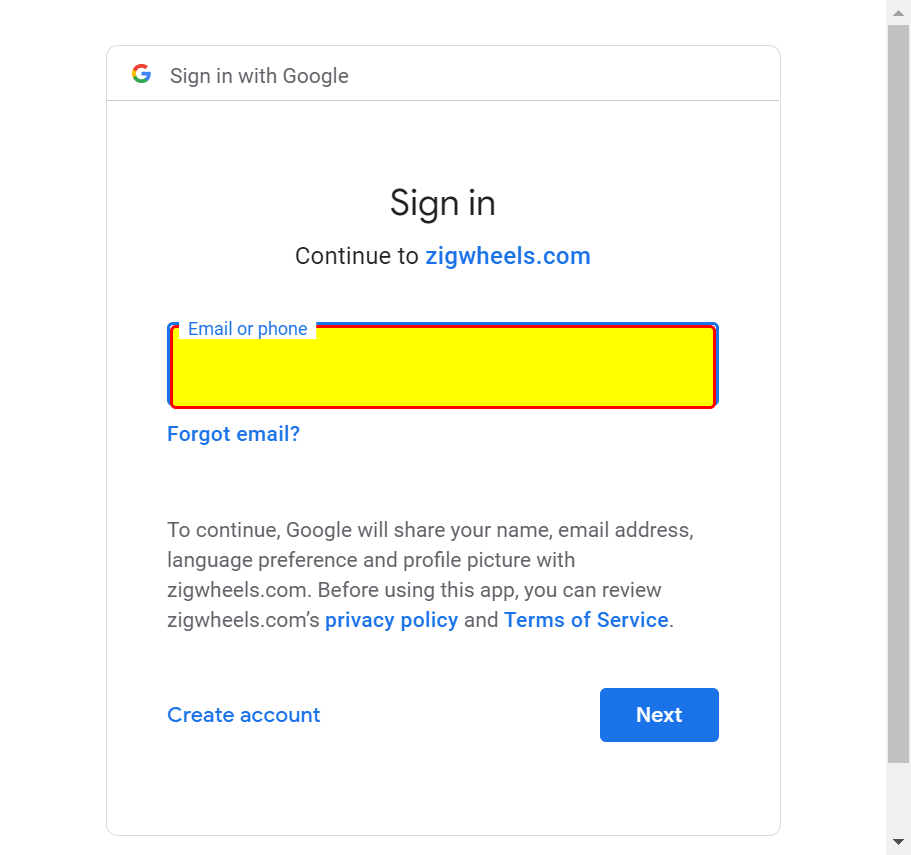 Sign in with Google
Sign in
Continue to zigwheels.com
Email or phone
Forgot email?
To continue, Google will share your name, email address,
language preference and profile picture with
zigwheels.com. Before using this app, you can review
zigwheels.com’s privacy policy and Terms of Service.
Create account
Next